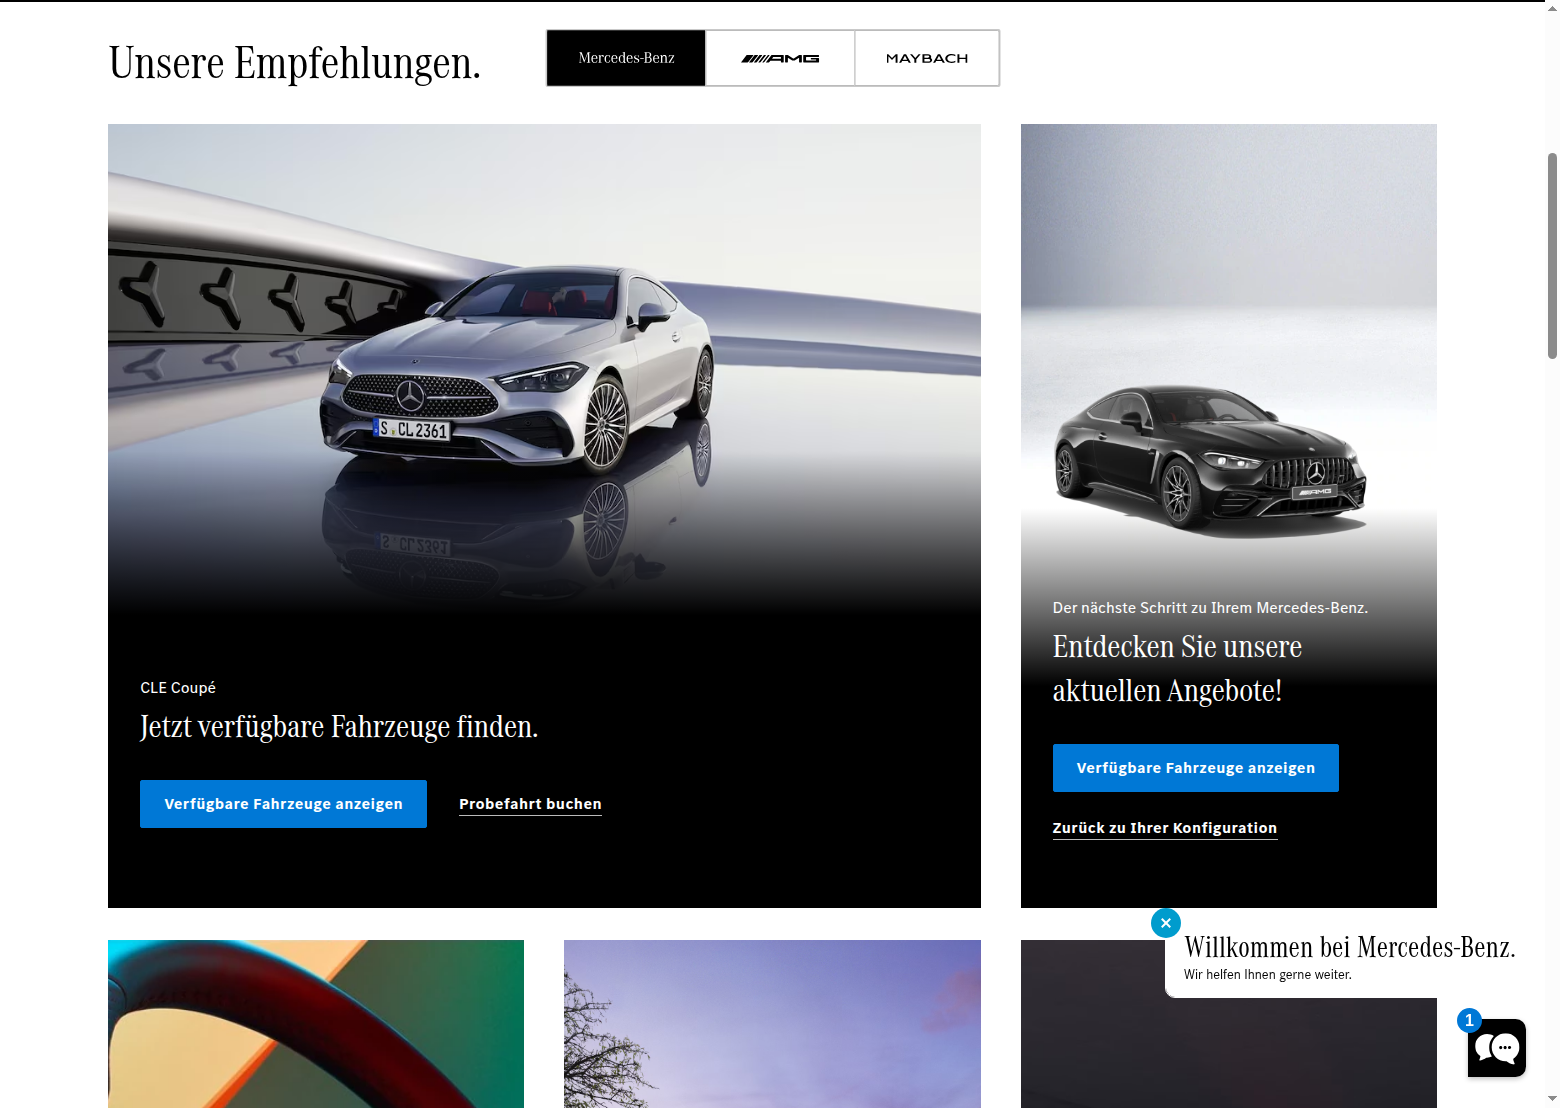 Unsere Empfehlungen.
Mercedes-Benz
AMG
MAYBACH
S CL 2361
AMG
CLE Coupé
Jetzt verfügbare Fahrzeuge finden.
Verfügbare Fahrzeuge anzeigen
Probefahrt buchen
Der nächste Schritt zu Ihrem Mercedes-Benz.
Entdecken Sie unsere
aktuellen Angebote!
Verfügbare Fahrzeuge anzeigen
Zurück zu Ihrer Konfiguration
Willkommen bei Mercedes-Benz.
Wir helfen Ihnen gerne weiter.
1